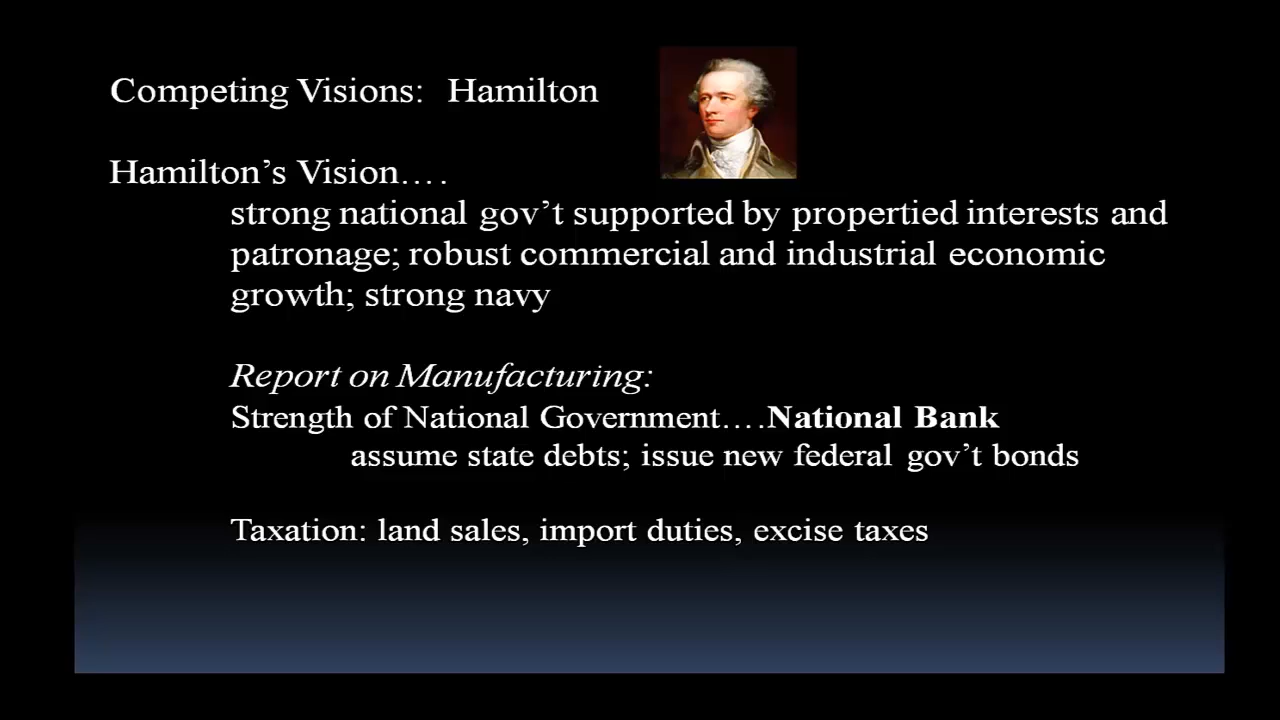 Competing Visions: Hamilton
Hamilton’s Vision….
strong national gov’t supported by propertied interests and
patronage; robust commercial and industrial economic
growth; strong navy
Report on Manufacturing:
Strength of National Government….National Bank
assume state debts; issue new federal gov’t bonds
Taxation: land sales, import duties, excise taxes